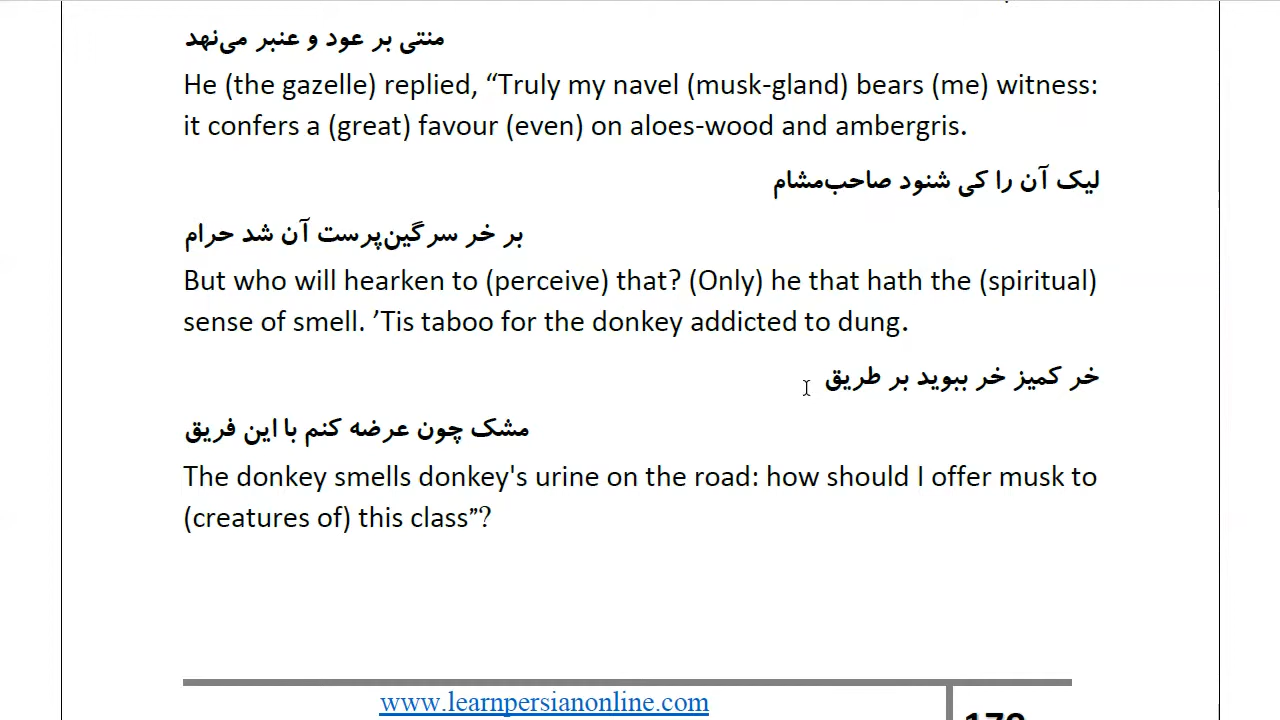 منتی بر عود و عنبر می‌نهد
He (the gazelle) replied, “Truly my navel (musk-gland) bears (me) witness:
it confers a (great) favour (even) on aloes-wood and ambergris.
لیک آن را کی شنود صاحب‌مشام
بر خر سرگین‌پرست آن شد حرام
But who will hearken to (perceive) that? (Only) he that hath the (spiritual)
sense of smell. ’Tis taboo for the donkey addicted to dung.
خر کمیز خر ببوید بر طریق
مشک چون عرضه کنم با این فریق
The donkey smells donkey's urine on the road: how should I offer musk to
(creatures of) this class”?
www.learnpersianonline.com